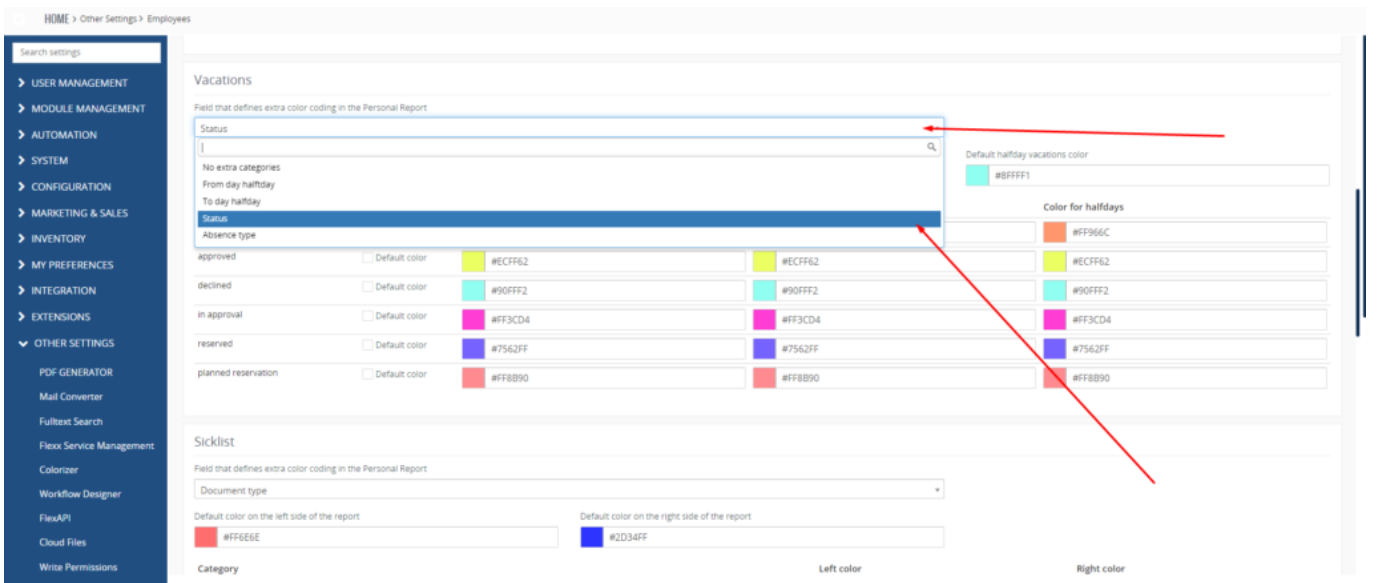 HOME > Other Settings > Employees
Search settings
USER MANAGEMENT
MODULE MANAGEMENT
AUTOMATION
SYSTEM
CONFIGURATION
MARKETING & SALES
INVENTORY
MY PREFERENCES
INTEGRATION
EXTENSIONS
OTHER SETTINGS
PDF GENERATOR
Mail Converter
Fulltext Search
Flexx Service Management
Colorizer
Workflow Designer
FlexAPI
Cloud Files
Write Permissions
Vacations
Field that defines extra color coding in the Personal Report
Status
No extra categories
From day halftday
To day halfday
Status
Absence type
Default halfday vacations color
#8FFFF1
Color for halfdays
#FF966C
approved Default color #ECFF62 #ECFF62 #ECFF62
declined Default color #90FFF2 #90FFF2 #90FFF2
in approval Default color #FF3CD4 #FF3CD4 #FF3CD4
reserved Default color #7562FF #7562FF #7562FF
planned reservation Default color #FF8B90 #FF8B90 #FF8B90
Sicklist
Field that defines extra color coding in the Personal Report
Document type
Default color on the left side of the report Default color on the right side of the report
#FF6E6E #2D34FF
Category Left color Right color